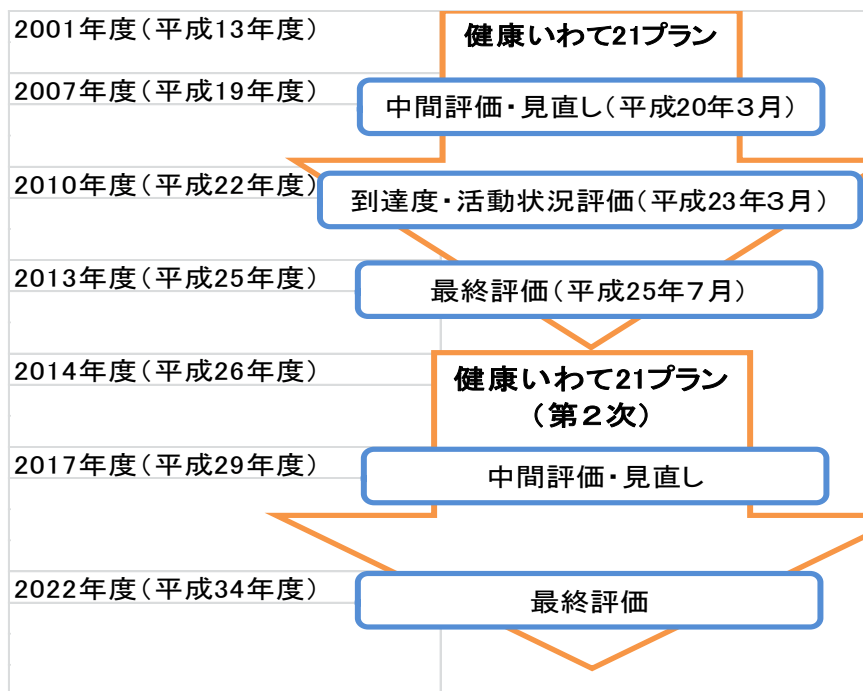 2001年度（平成13年度）
健康いわて21プラン
2007年度（平成19年度）
中間評価・見直し（平成20年３月）
2010年度（平成22年度）
到達度・活動状況評価（平成23年３月）
2013年度（平成25年度）
最終評価（平成25年７月）
2014年度（平成26年度）
健康いわて21プラン
（第２次）
2017年度（平成29年度）
中間評価・見直し
2022年度（平成34年度）
最終評価